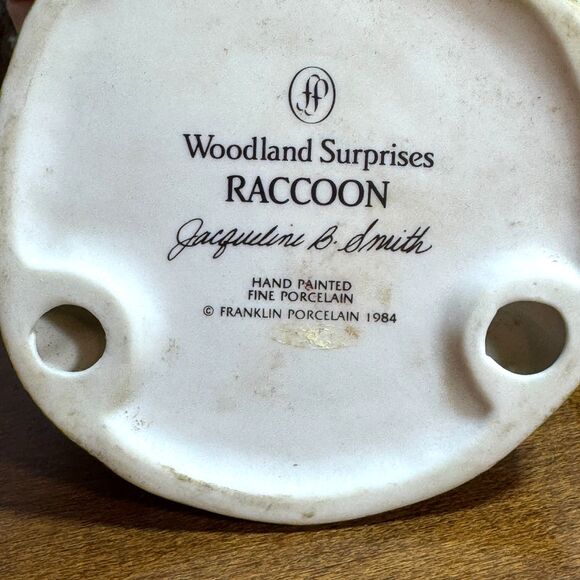 fp
Woodland Surprises
RACCOON
Jacqueline B. Smith
HAND PAINTED
FINE PORCELAIN
© FRANKLIN PORCELAIN 1984